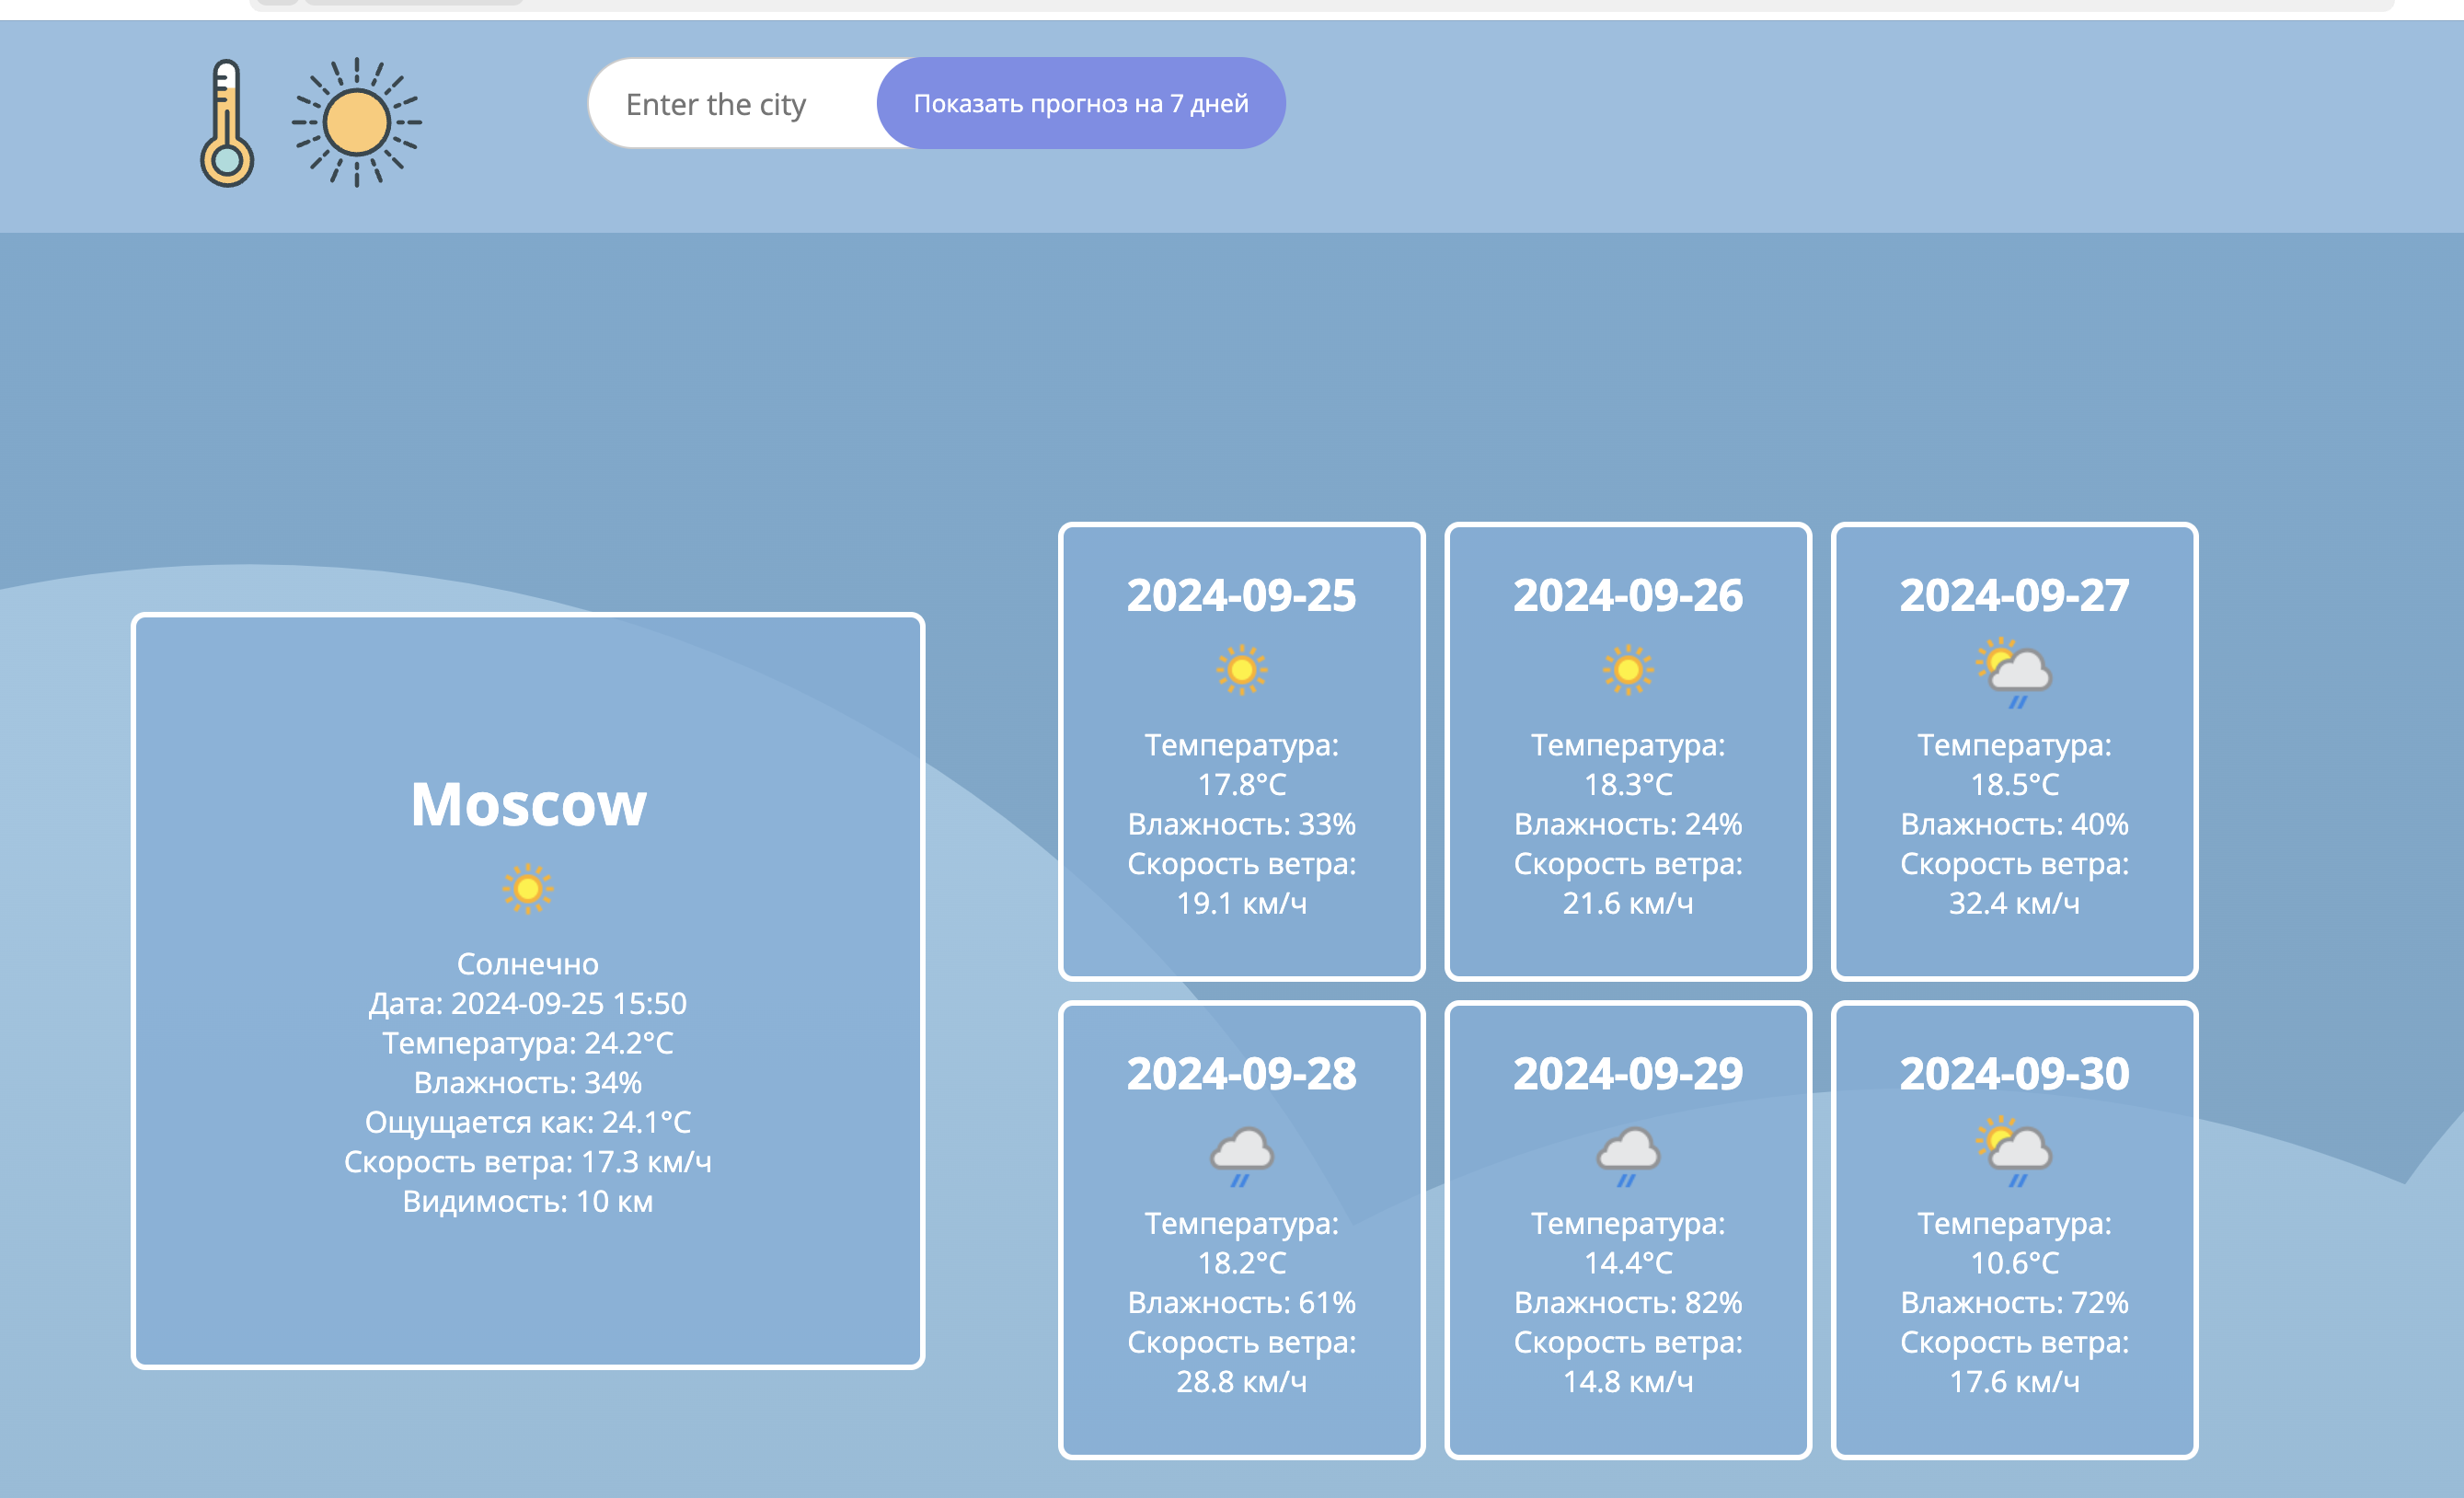 Enter the city
Показать прогноз на 7 дней
Moscow
Солнечно
Дата: 2024-09-25 15:50
Температура: 24.2°C
Влажность: 34%
Ощущается как: 24.1°C
Скорость ветра: 17.3 км/ч
Видимость: 10 км
2024-09-25
Температура:
17.8°C
Влажность: 33%
Скорость ветра:
19.1 км/ч
2024-09-26
Температура:
18.3°C
Влажность: 24%
Скорость ветра:
21.6 км/ч
2024-09-27
Температура:
18.5°C
Влажность: 40%
Скорость ветра:
32.4 км/ч
2024-09-28
Температура:
18.2°C
Влажность: 61%
Скорость ветра:
28.8 км/ч
2024-09-29
Температура:
14.4°C
Влажность: 82%
Скорость ветра:
14.8 км/ч
2024-09-30
Температура:
10.6°C
Влажность: 72%
Скорость ветра:
17.6 км/ч